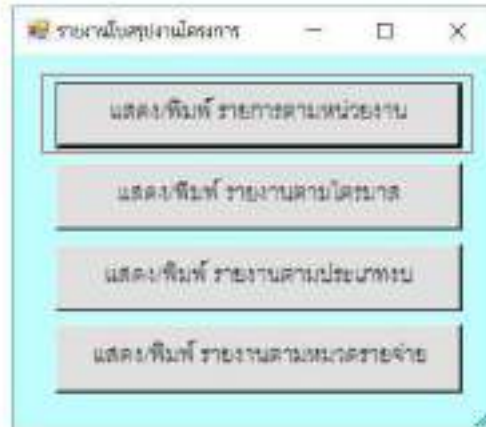 รายงานใบสรุปงานโครงการ
แสดง/พิมพ์ รายการตามหน่วยงาน
แสดง/พิมพ์ รายงานตามไตรมาส
แสดง/พิมพ์ รายงานตามประเภทงบ
แสดง/พิมพ์ รายงานตามหมวดรายจ่าย